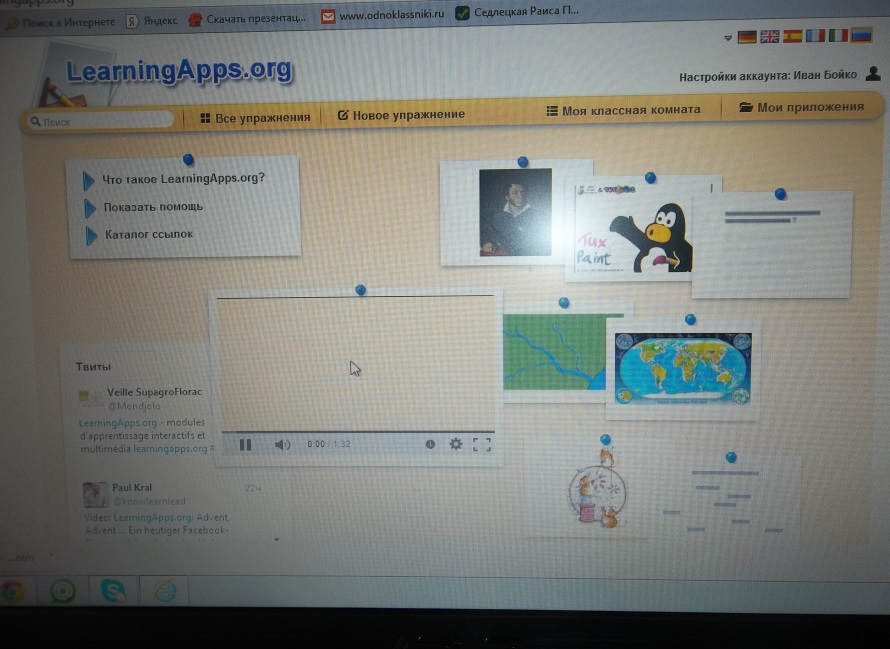 Поиск в Интернете
Яндекс
Скачать презентац...
www.odnoklassniki.ru
Седлецкая Раиса П...
LearningApps.org
Настройки аккаунта: Иван Бойко
Поиск
Все упражнения
Новое упражнение
Моя классная комната
Мои приложения
Что такое LearningApps.org?
Показать помощь
Каталог ссылок
Tux
Paint
0:00 / 1:32
Твиты
Veille SupagroFlorac
@Mondjolo
LearningApps.org - modules
d'apprentissage interactifs et
multimédia learningapps.org #
Paul Kral
22Ч
@knowlearnlead
Video: LearningApps.org: Advent,
Advent ... Ein heutiger Facebook-